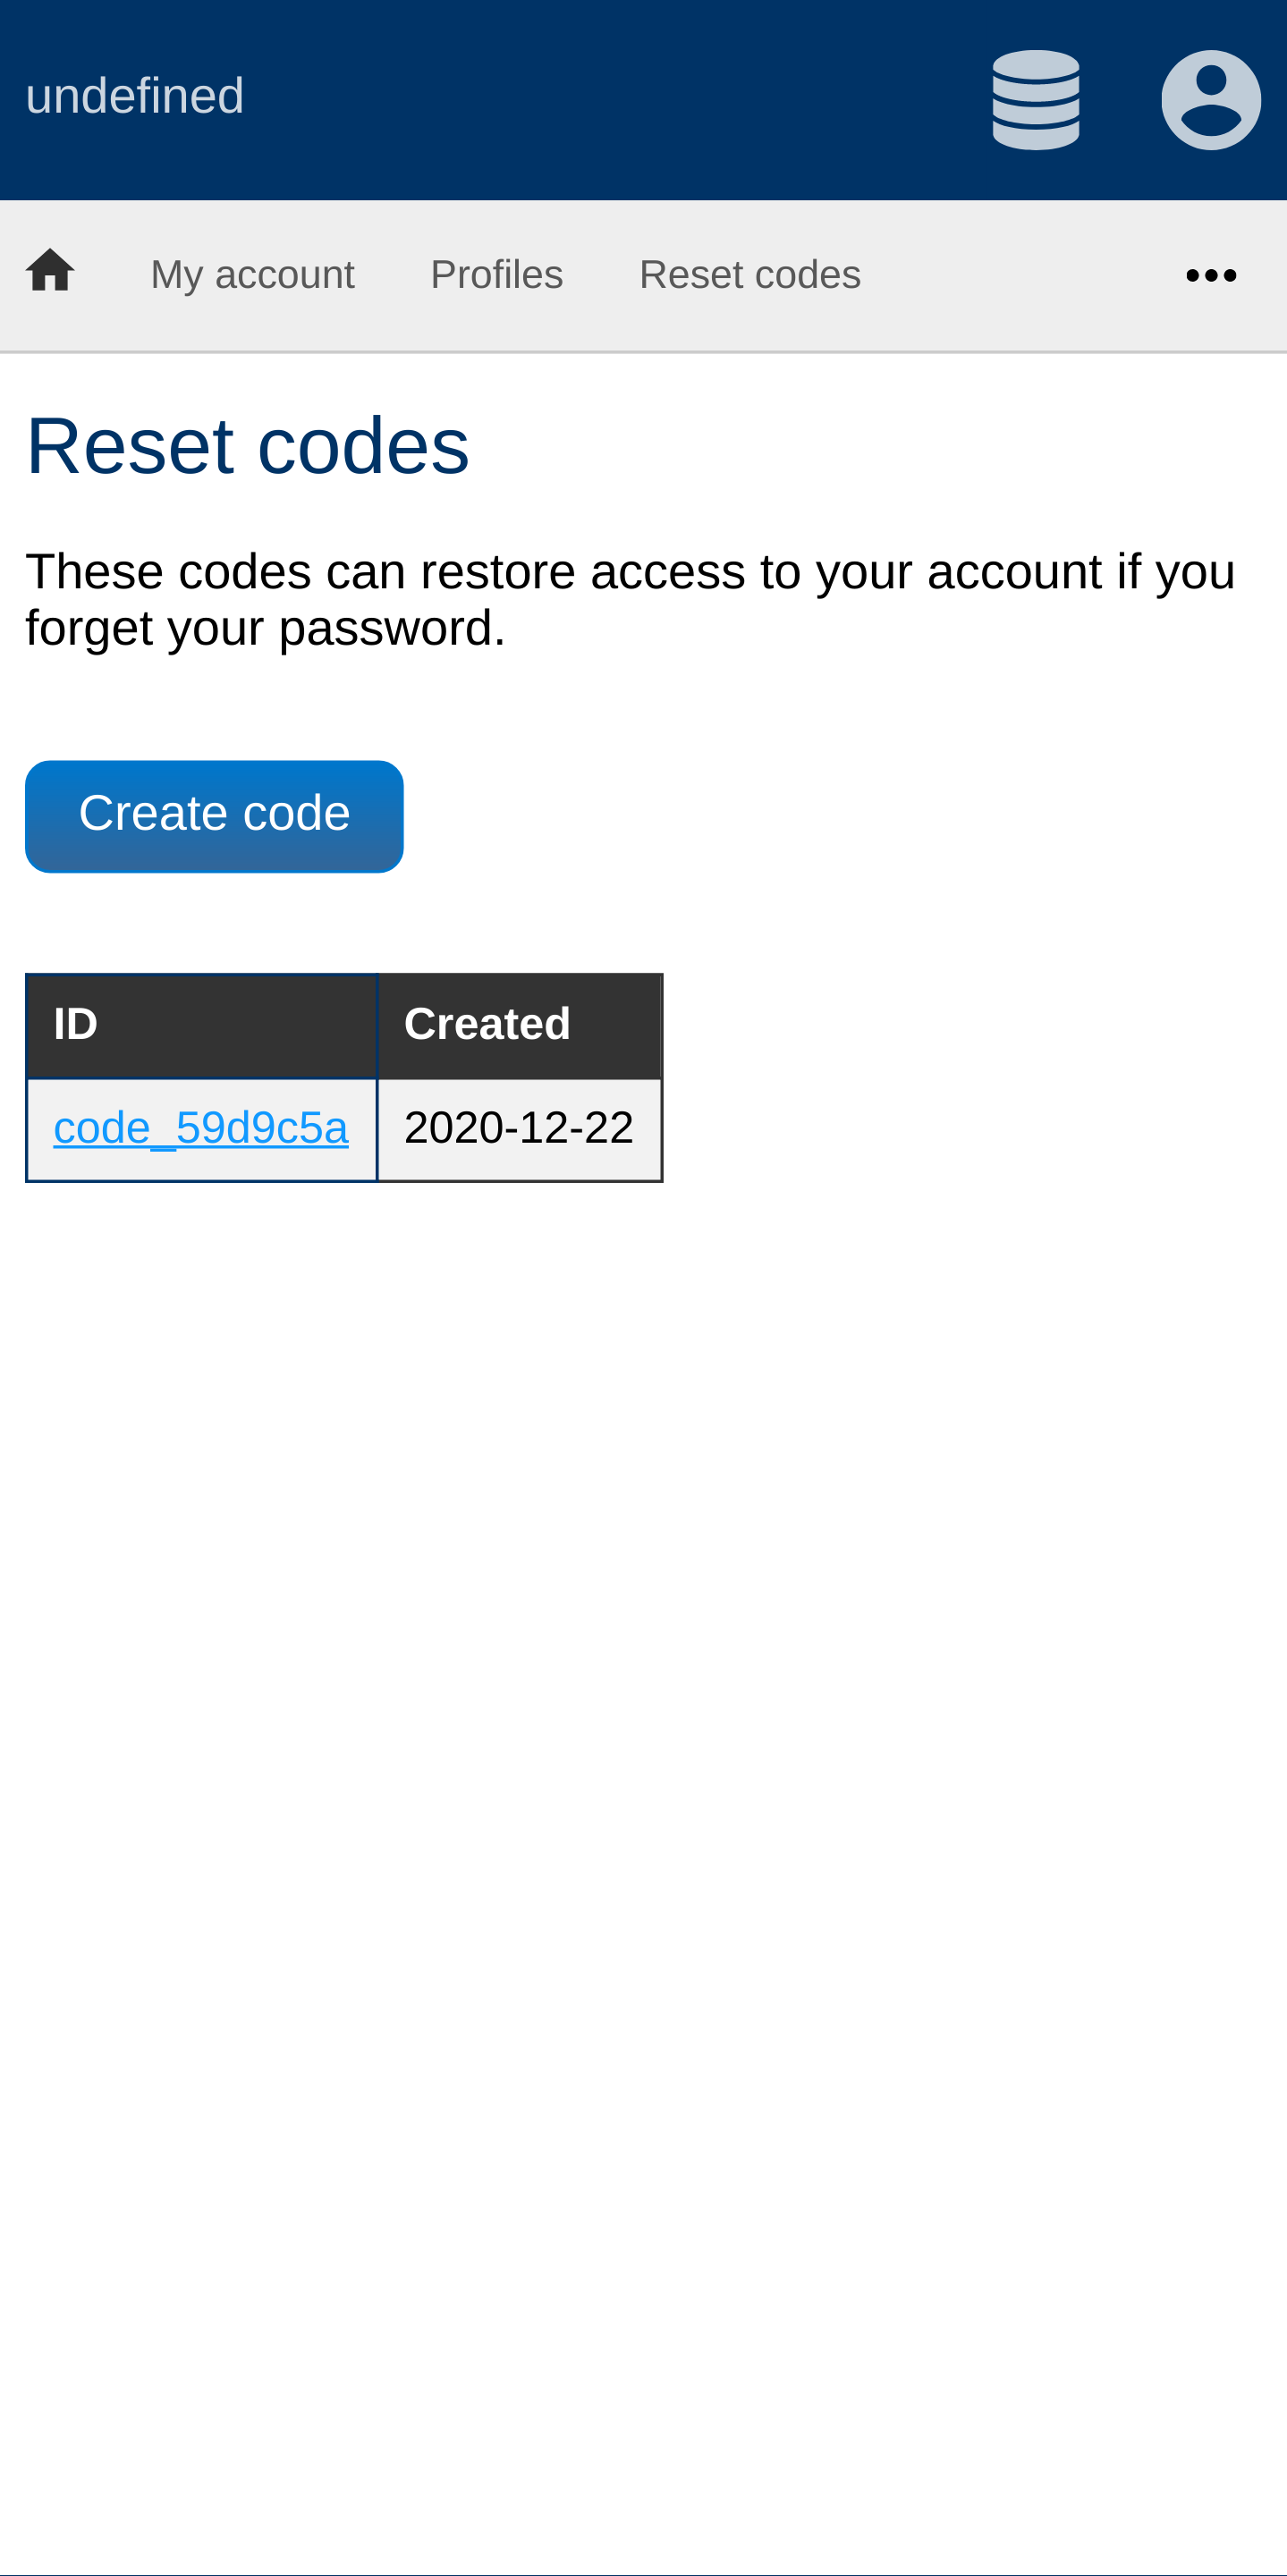 undefined
My account Profiles Reset codes
Reset codes
These codes can restore access to your account if you
forget your password.
Create code
ID Created
code_59d9c5a 2020-12-22